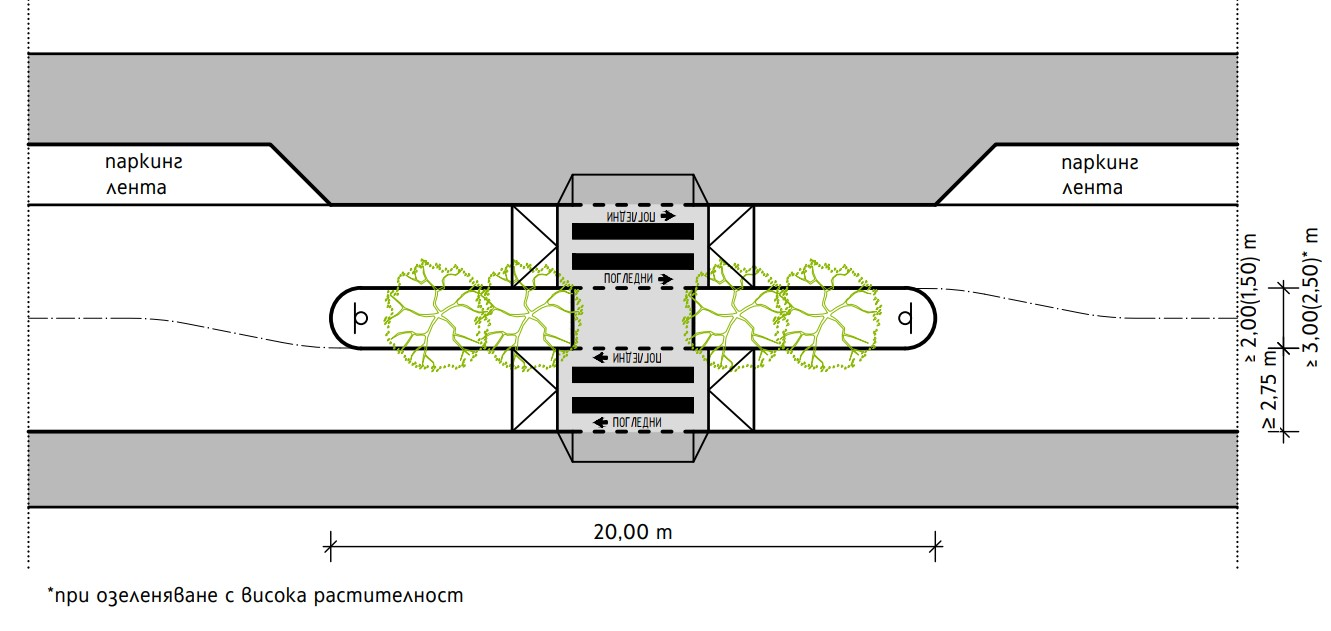 паркинг
лента
паркинг
лента
ПОГЛЕДНИ
ПОГЛЕДНИ
ПОГЛЕДНИ
ПОГЛЕДНИ
≥ 2,00(1,50) m
≥ 3,00(2,50)* m
≥ 2,75 m
20,00 m
*при озеленяване с висока растителност